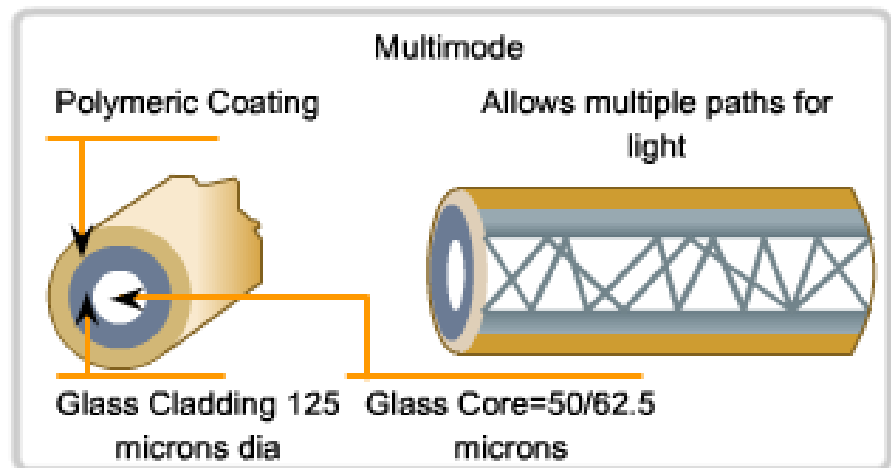 Multimode
Polymeric Coating
Allows multiple paths for
light
Glass Cladding 125
microns dia
Glass Core=50/62.5
microns